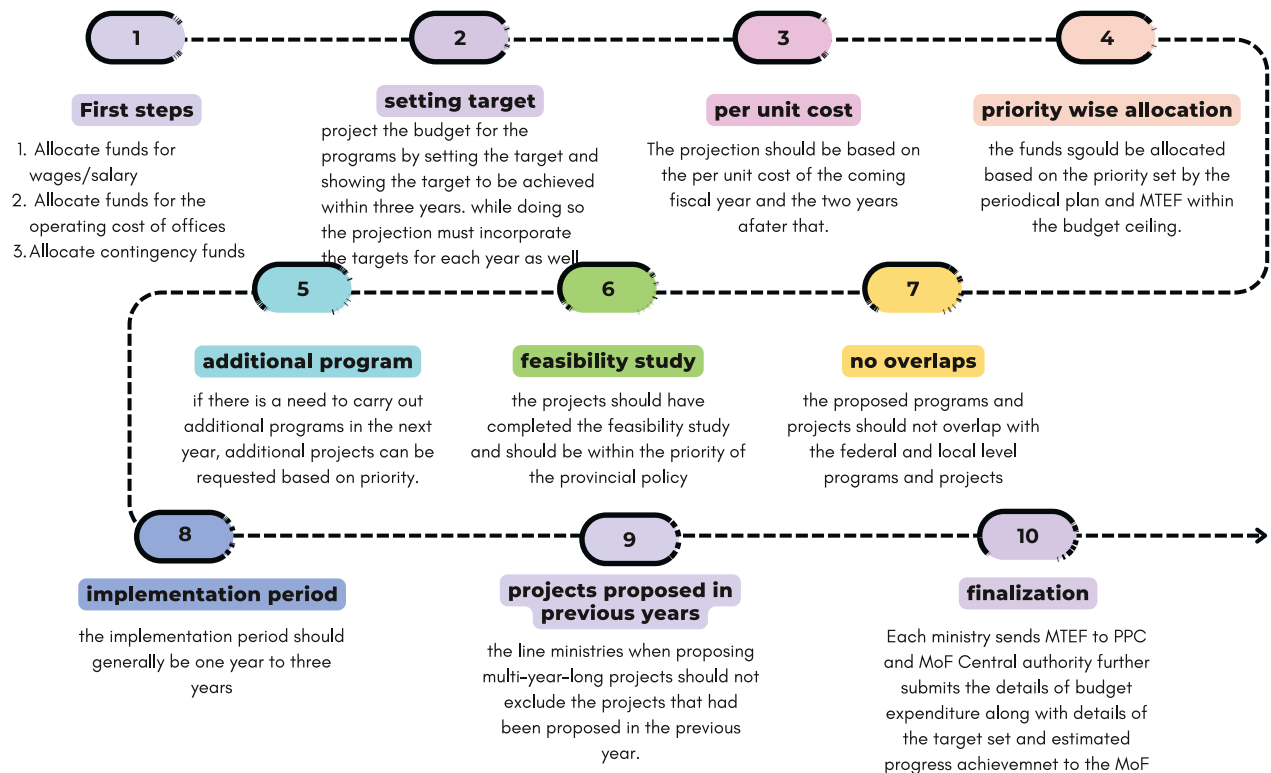 1
First steps
1. Allocate funds for
wages/salary
2. Allocate funds for the
operating cost of offices
3. Allocate contingency funds
2
setting target
project the budget for the
programs by setting the target and
showing the target to be achieved
within three years. while doing so
the projection must incorporate
the targets for each year as well
3
per unit cost
The projection should be based on
the per unit cost of the coming
fiscal year and the two years
afater that.
4
priority wise allocation
the funds sgould be allocated
based on the priority set by the
periodical plan and MTEF within
the budget ceiling.
5
additional program
if there is a need to carry out
additional programs in the next
year, additional projects can be
requested based on priority.
6
feasibility study
the projects should have
completed the feasibility study
and should be within the priority of
the provincial policy
7
no overlaps
the proposed programs and
projects should not overlap with
the federal and local level
programs and projects
8
implementation period
the implementation period should
generally be one year to three
years
9
projects proposed in
previous years
the line ministries when proposing
multi-year-long projects should not
exclude the projects that had
been proposed in the previous
year.
10
finalization
Each ministry sends MTEF to PPC
and MoF Central authority further
submits the details of budget
expenditure along with details of
the target set and estimated
progress achievemnet to the MoF